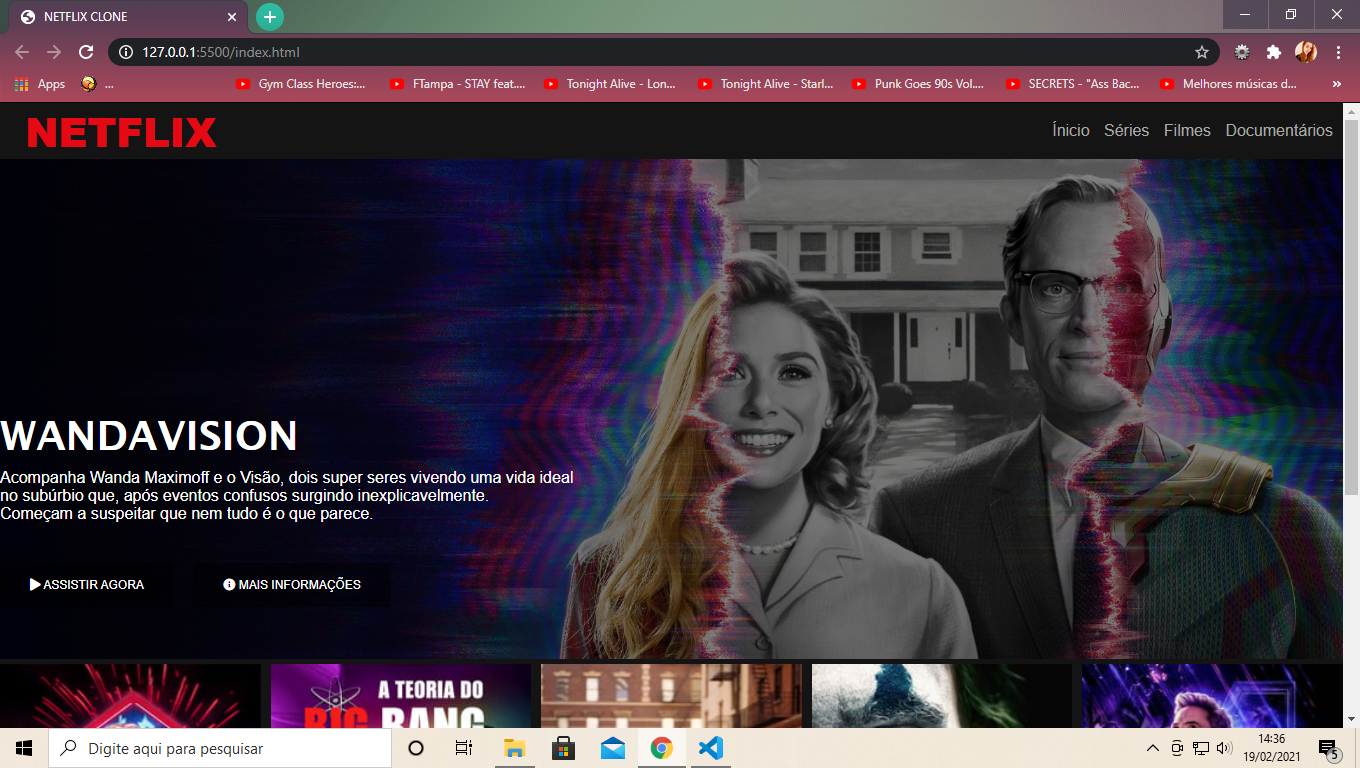 NETFLIX CLONE
127.0.0.1:5500/index.html
Apps ... Gym Class Heroes:... FTampa - STAY feat.... Tonight Alive - Lon... Tonight Alive - Starl... Punk Goes 90s Vol.... SECRETS - "Ass Bac... Melhores músicas d... »
NETFLIX Ínicio Séries Filmes Documentários
WANDAVISION
Acompanha Wanda Maximoff e o Visão, dois super seres vivendo uma vida ideal
no subúrbio que, após eventos confusos surgindo inexplicavelmente.
Começam a suspeitar que nem tudo é o que parece.
ASSISTIR AGORA MAIS INFORMAÇÕES
A TEORIA DO
BIG BANG
Digite aqui para pesquisar
14:36
19/02/2021
5